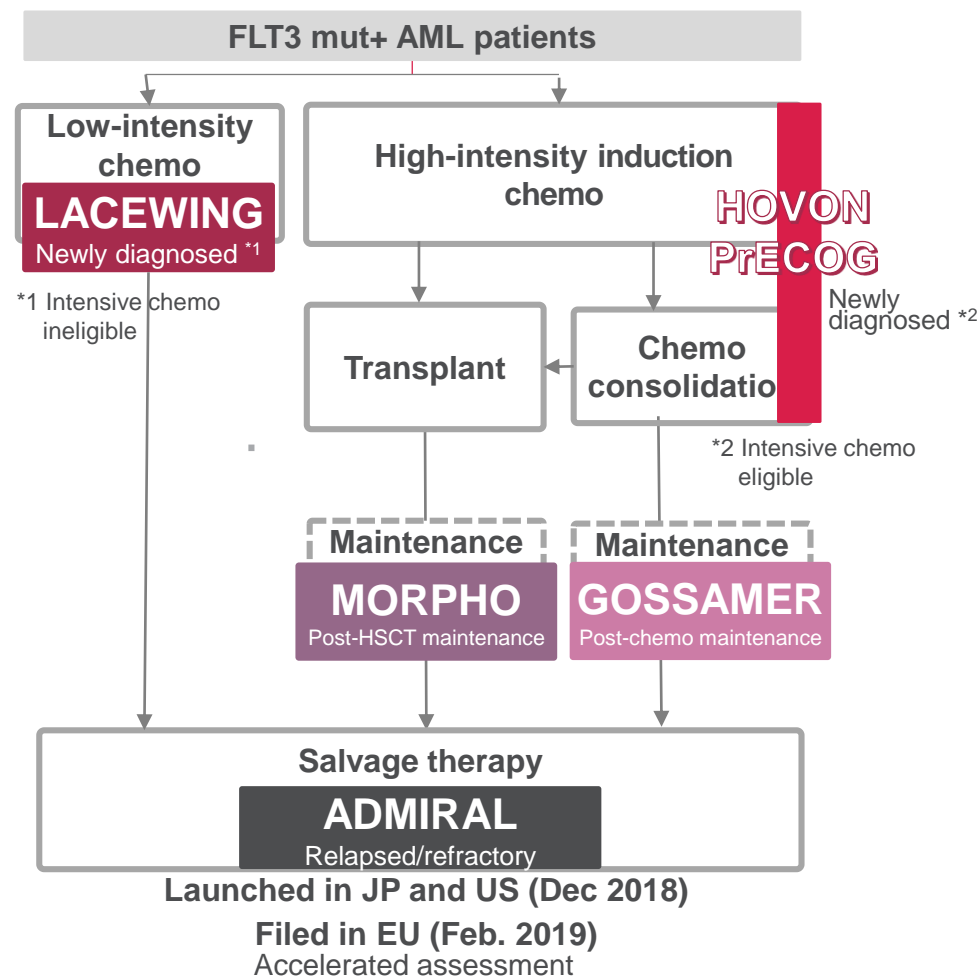 FLT3 mut+ AML patients
Low-intensity
chemo
LACEWING
Newly diagnosed *1
*1 Intensive chemo
ineligible
High-intensity induction
chemo
HOVON
PrECOG
Newly
diagnosed *2
Transplant
Chemo
consolidatio
*2 Intensive chemo
eligible
Maintenance
MORPHO
Post-HSCT maintenance
Maintenance
GOSSAMER
Post-chemo maintenance
Salvage therapy
ADMIRAL
Relapsed/refractory
Launched in JP and US (Dec 2018)
Filed in EU (Feb. 2019)
Accelerated assessment